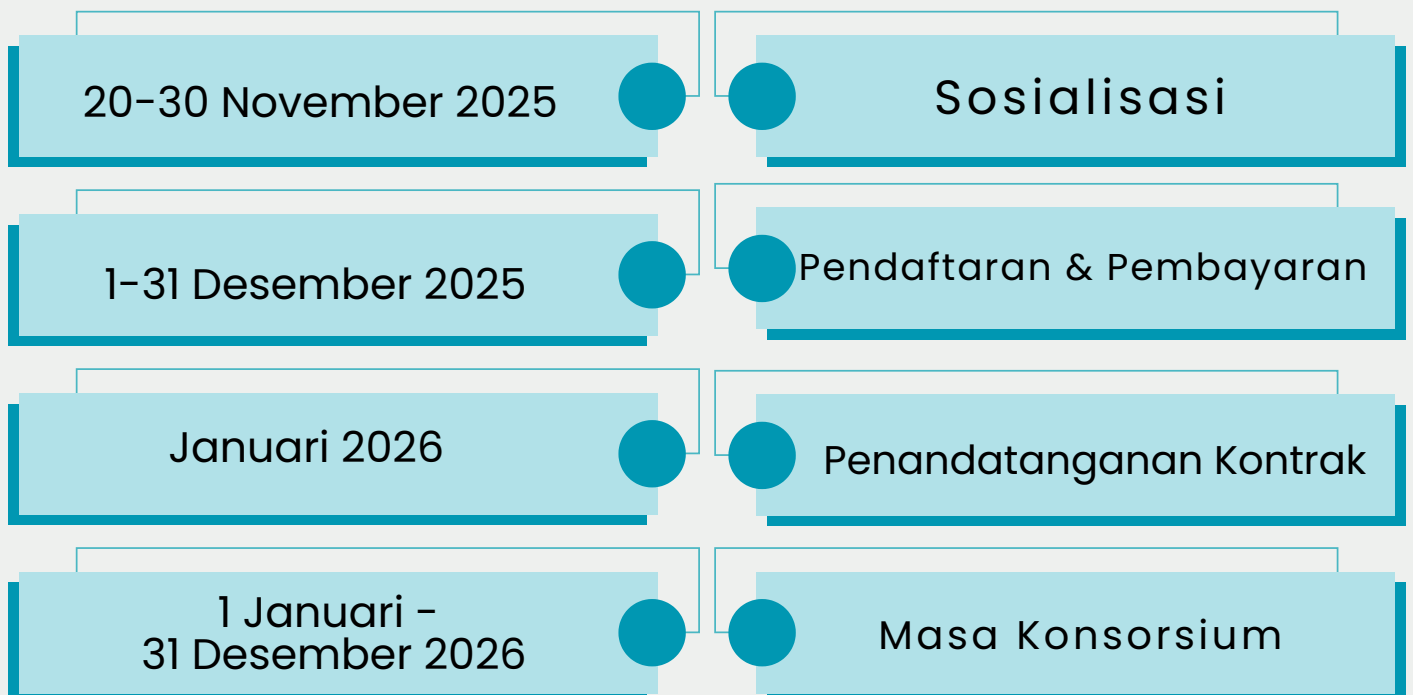 20-30 November 2025
Sosialisasi
1-31 Desember 2025
Pendaftaran & Pembayaran
Januari 2026
Penandatanganan Kontrak
1 Januari -
31 Desember 2026
Masa Konsorsium